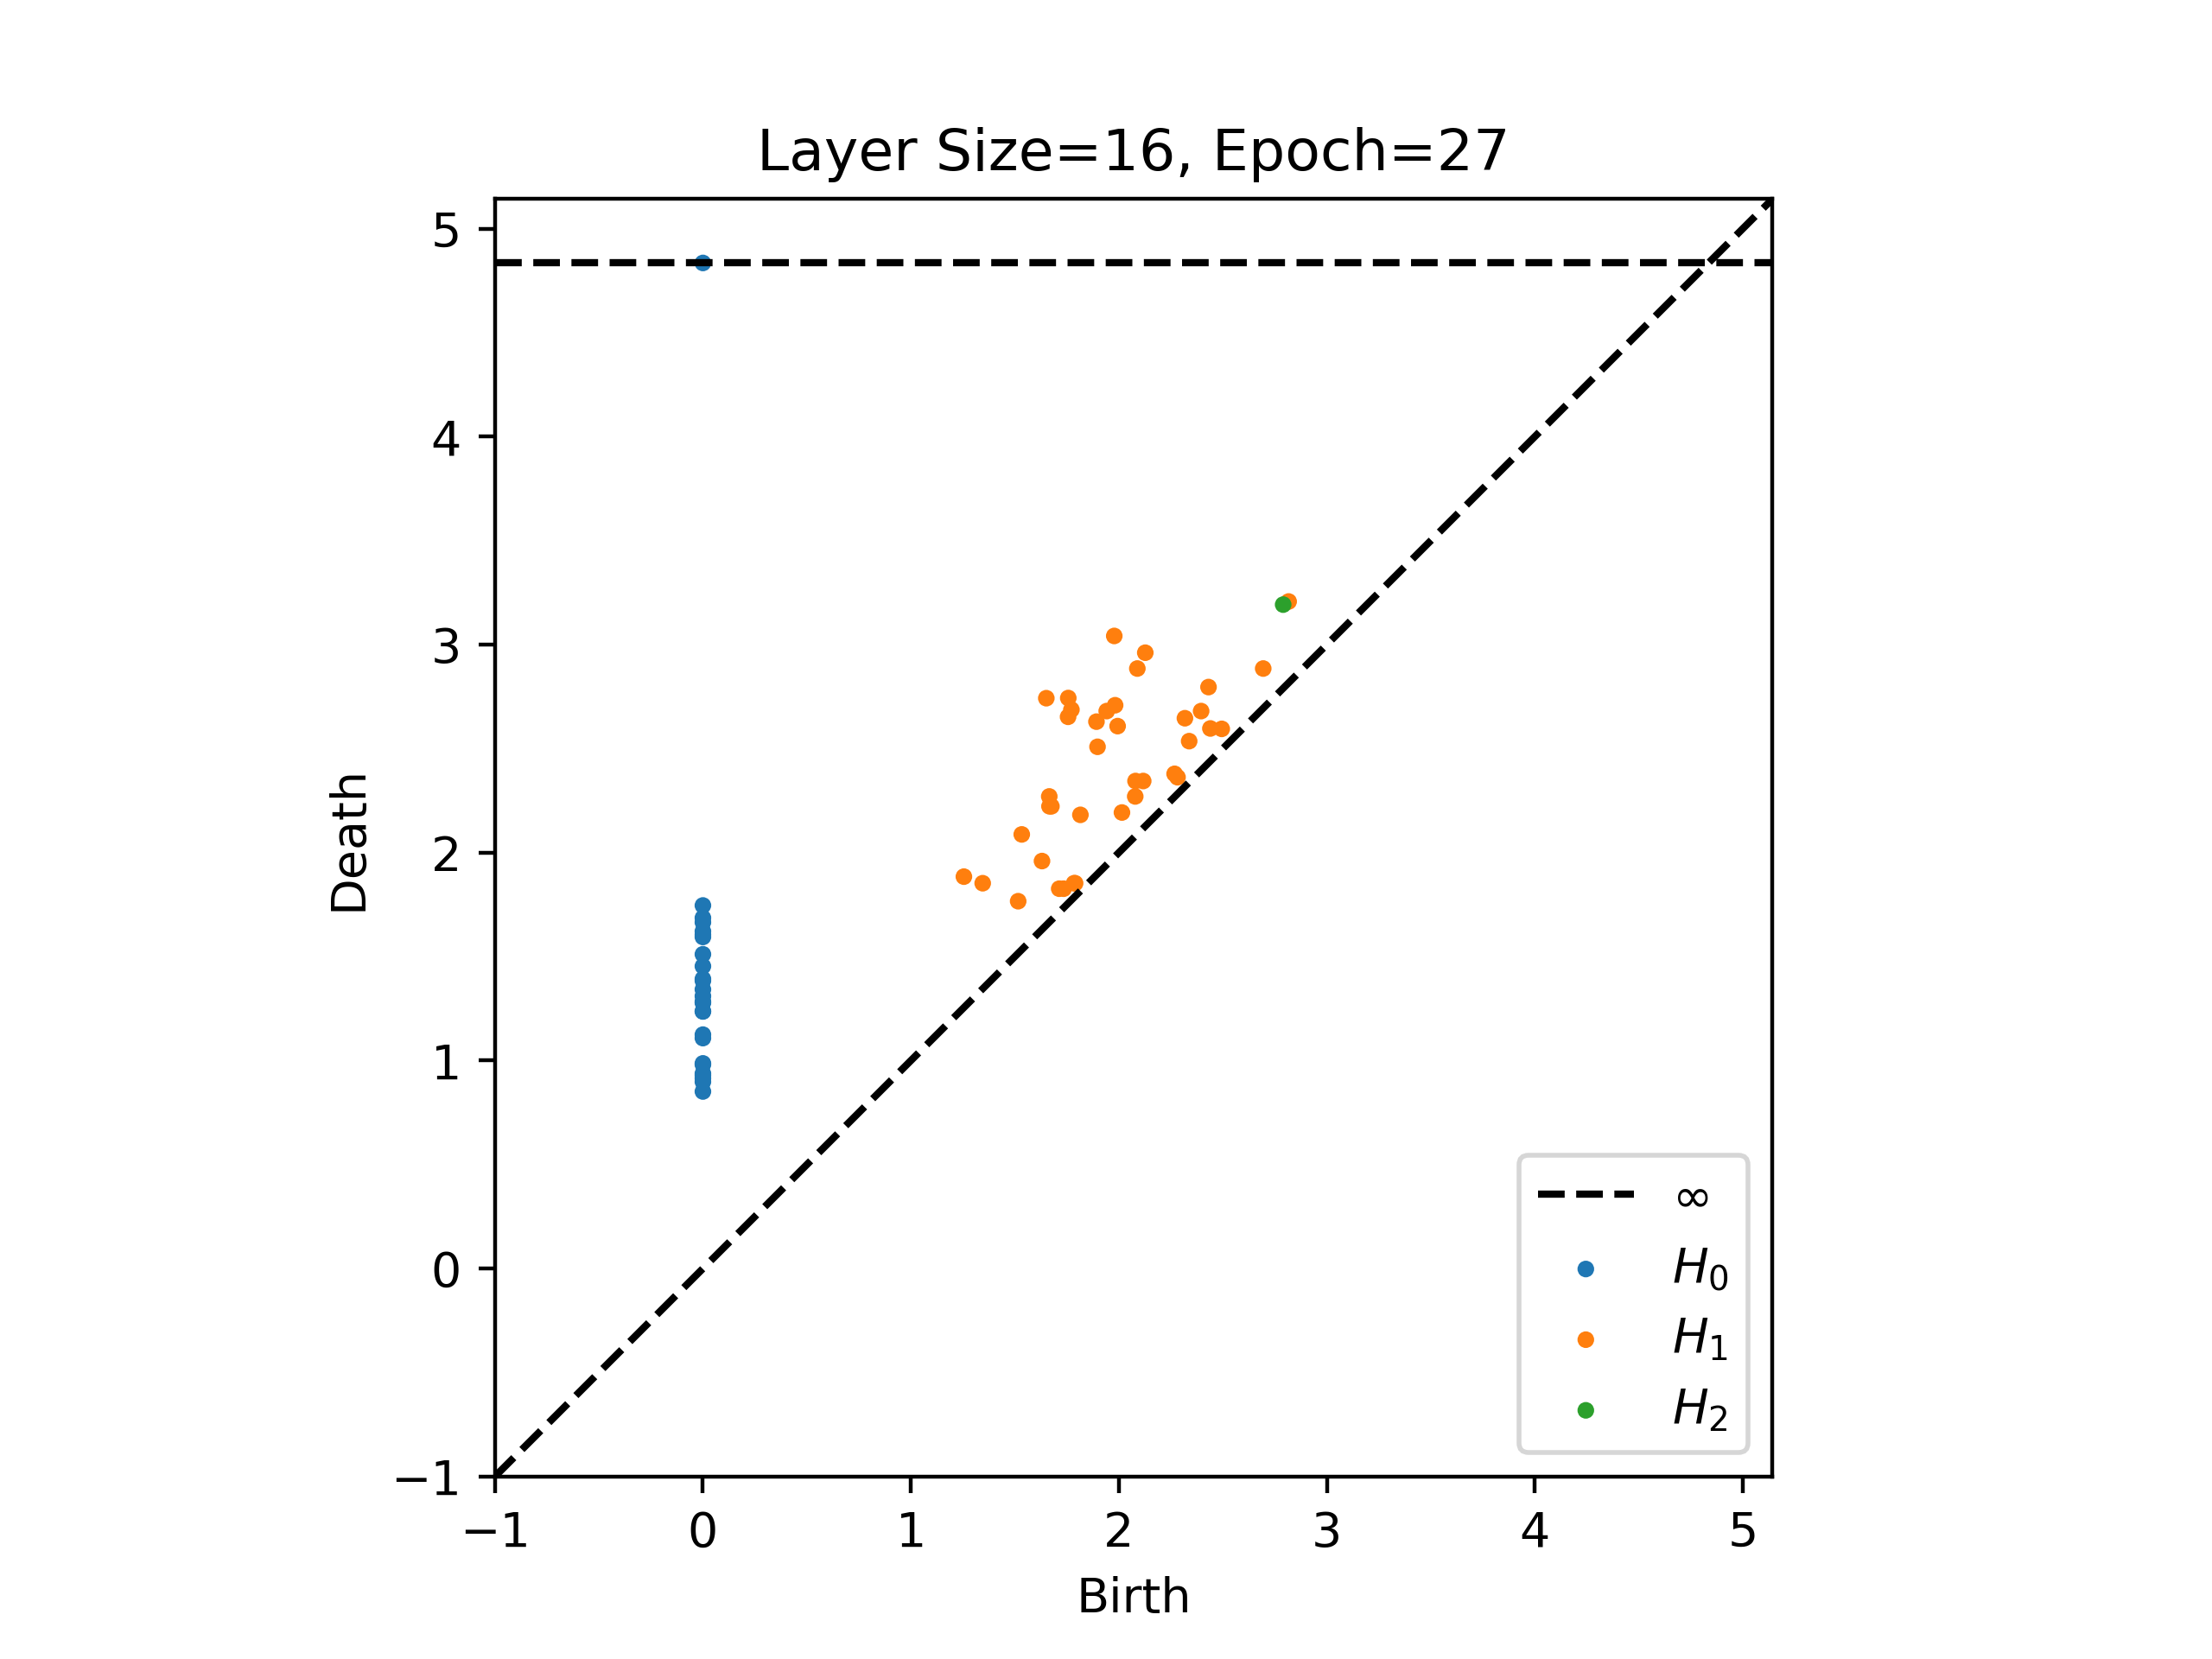 Layer Size=16, Epoch=27
5
4
3
2
1
0
−1
Death
−1 0 1 2 3 4 5
Birth
∞
H₀
H₁
H₂